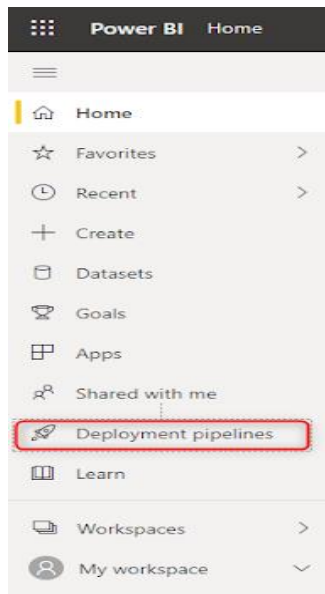 Power BI Home
Home
Favorites
Recent
Create
Datasets
Goals
Apps
Shared with me
Deployment pipelines
Learn
Workspaces
My workspace